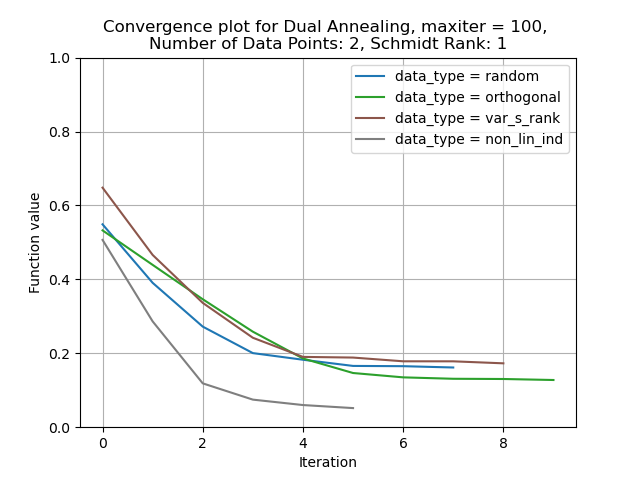 Convergence plot for Dual Annealing, maxiter = 100,
Number of Data Points: 2, Schmidt Rank: 1
data_type = random
data_type = orthogonal
data_type = var_s_rank
data_type = non_lin_ind
Function value
1.0
0.8
0.6
0.4
0.2
0.0
0 2 4 6 8
Iteration